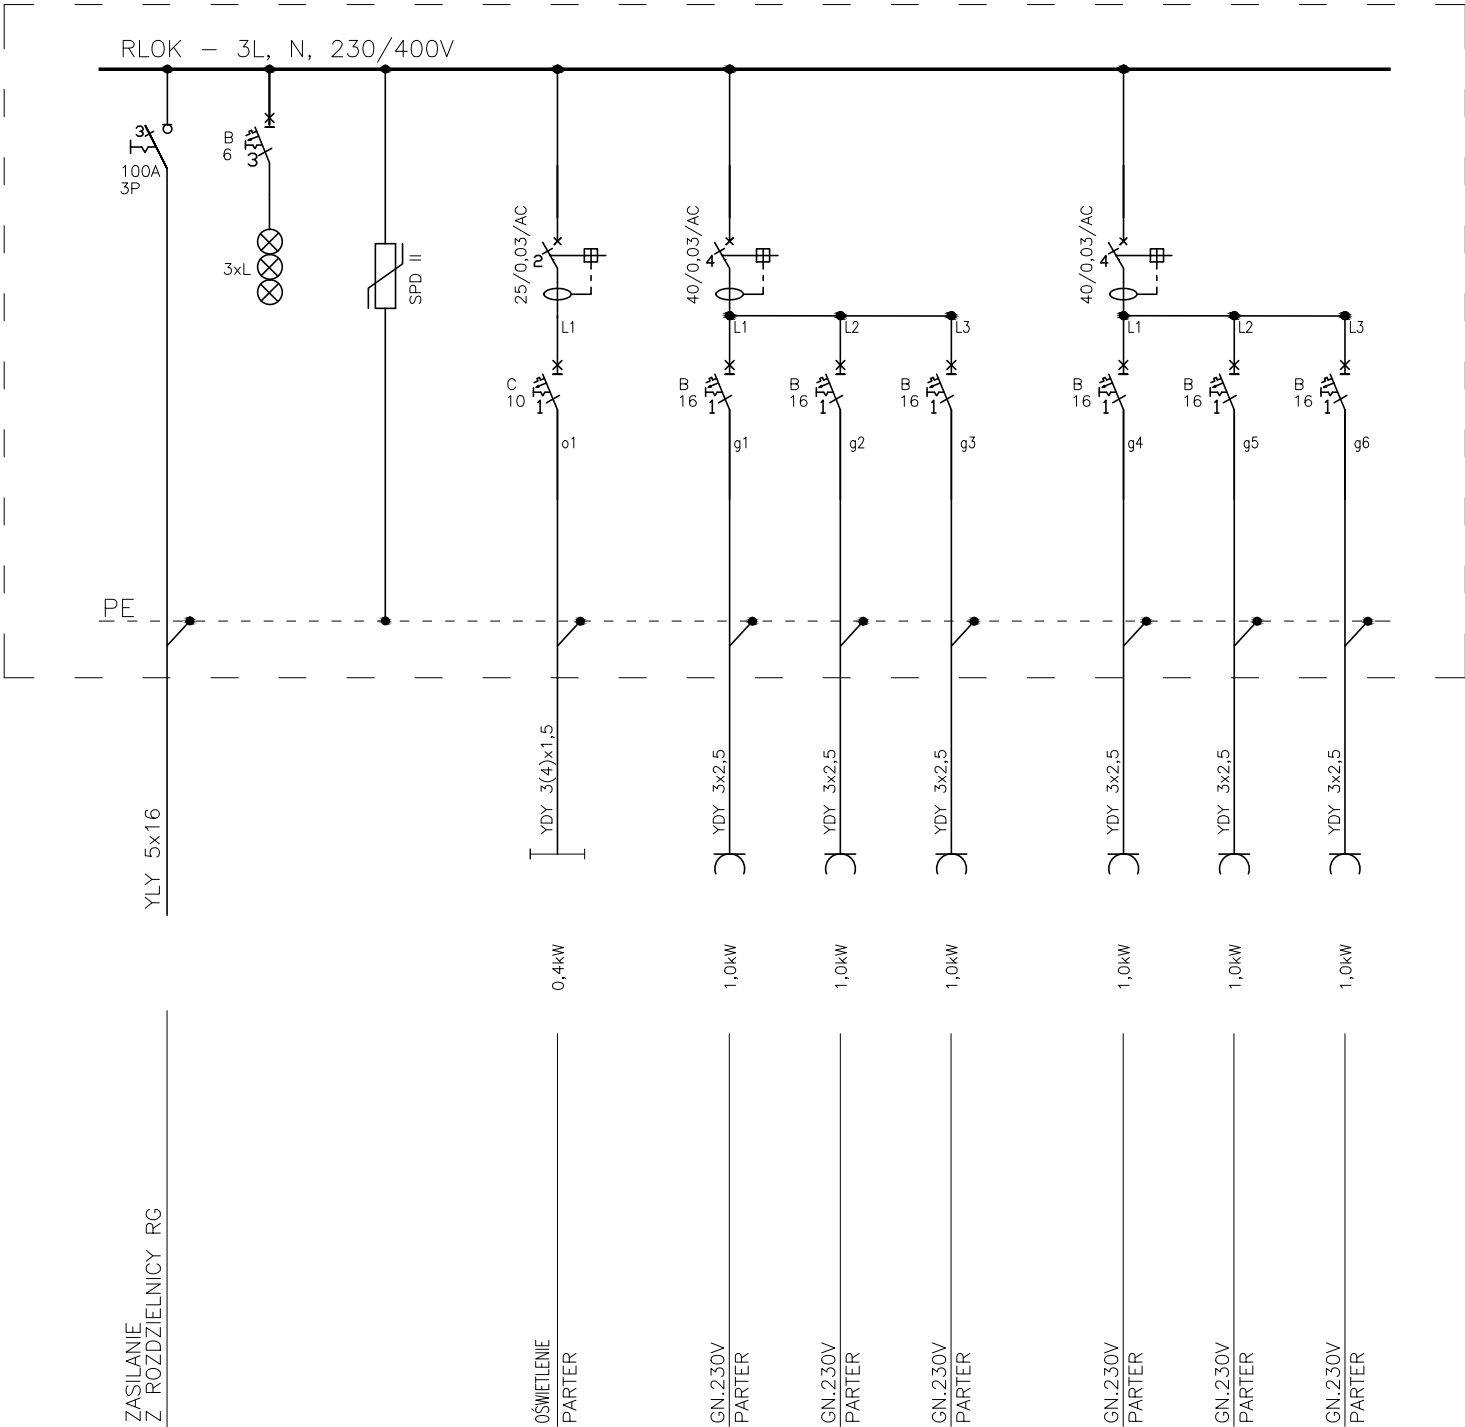 RLOK - 3L, N, 230/400V
3
100A
3P
B
6
3
3xL
SPD II
25/0,03/AC
2
L1
C
10
1
o1
40/0,03/AC
4
L1
L2
L3
B
16
1
g1
B
16
1
g2
B
16
1
g3
40/0,03/AC
4
L1
L2
L3
B
16
1
g4
B
16
1
g5
B
16
1
g6
PE
YLY 5x16
YDY 3(4)x1,5
YDY 3x2,5
YDY 3x2,5
YDY 3x2,5
YDY 3x2,5
YDY 3x2,5
YDY 3x2,5
0,4kW
1,0kW
1,0kW
1,0kW
1,0kW
1,0kW
1,0kW
ZASILANIE
Z ROZDZIELNICY RG
OŚWIETLENIE
PARTER
GN.230V
PARTER
GN.230V
PARTER
GN.230V
PARTER
GN.230V
PARTER
GN.230V
PARTER
GN.230V
PARTER